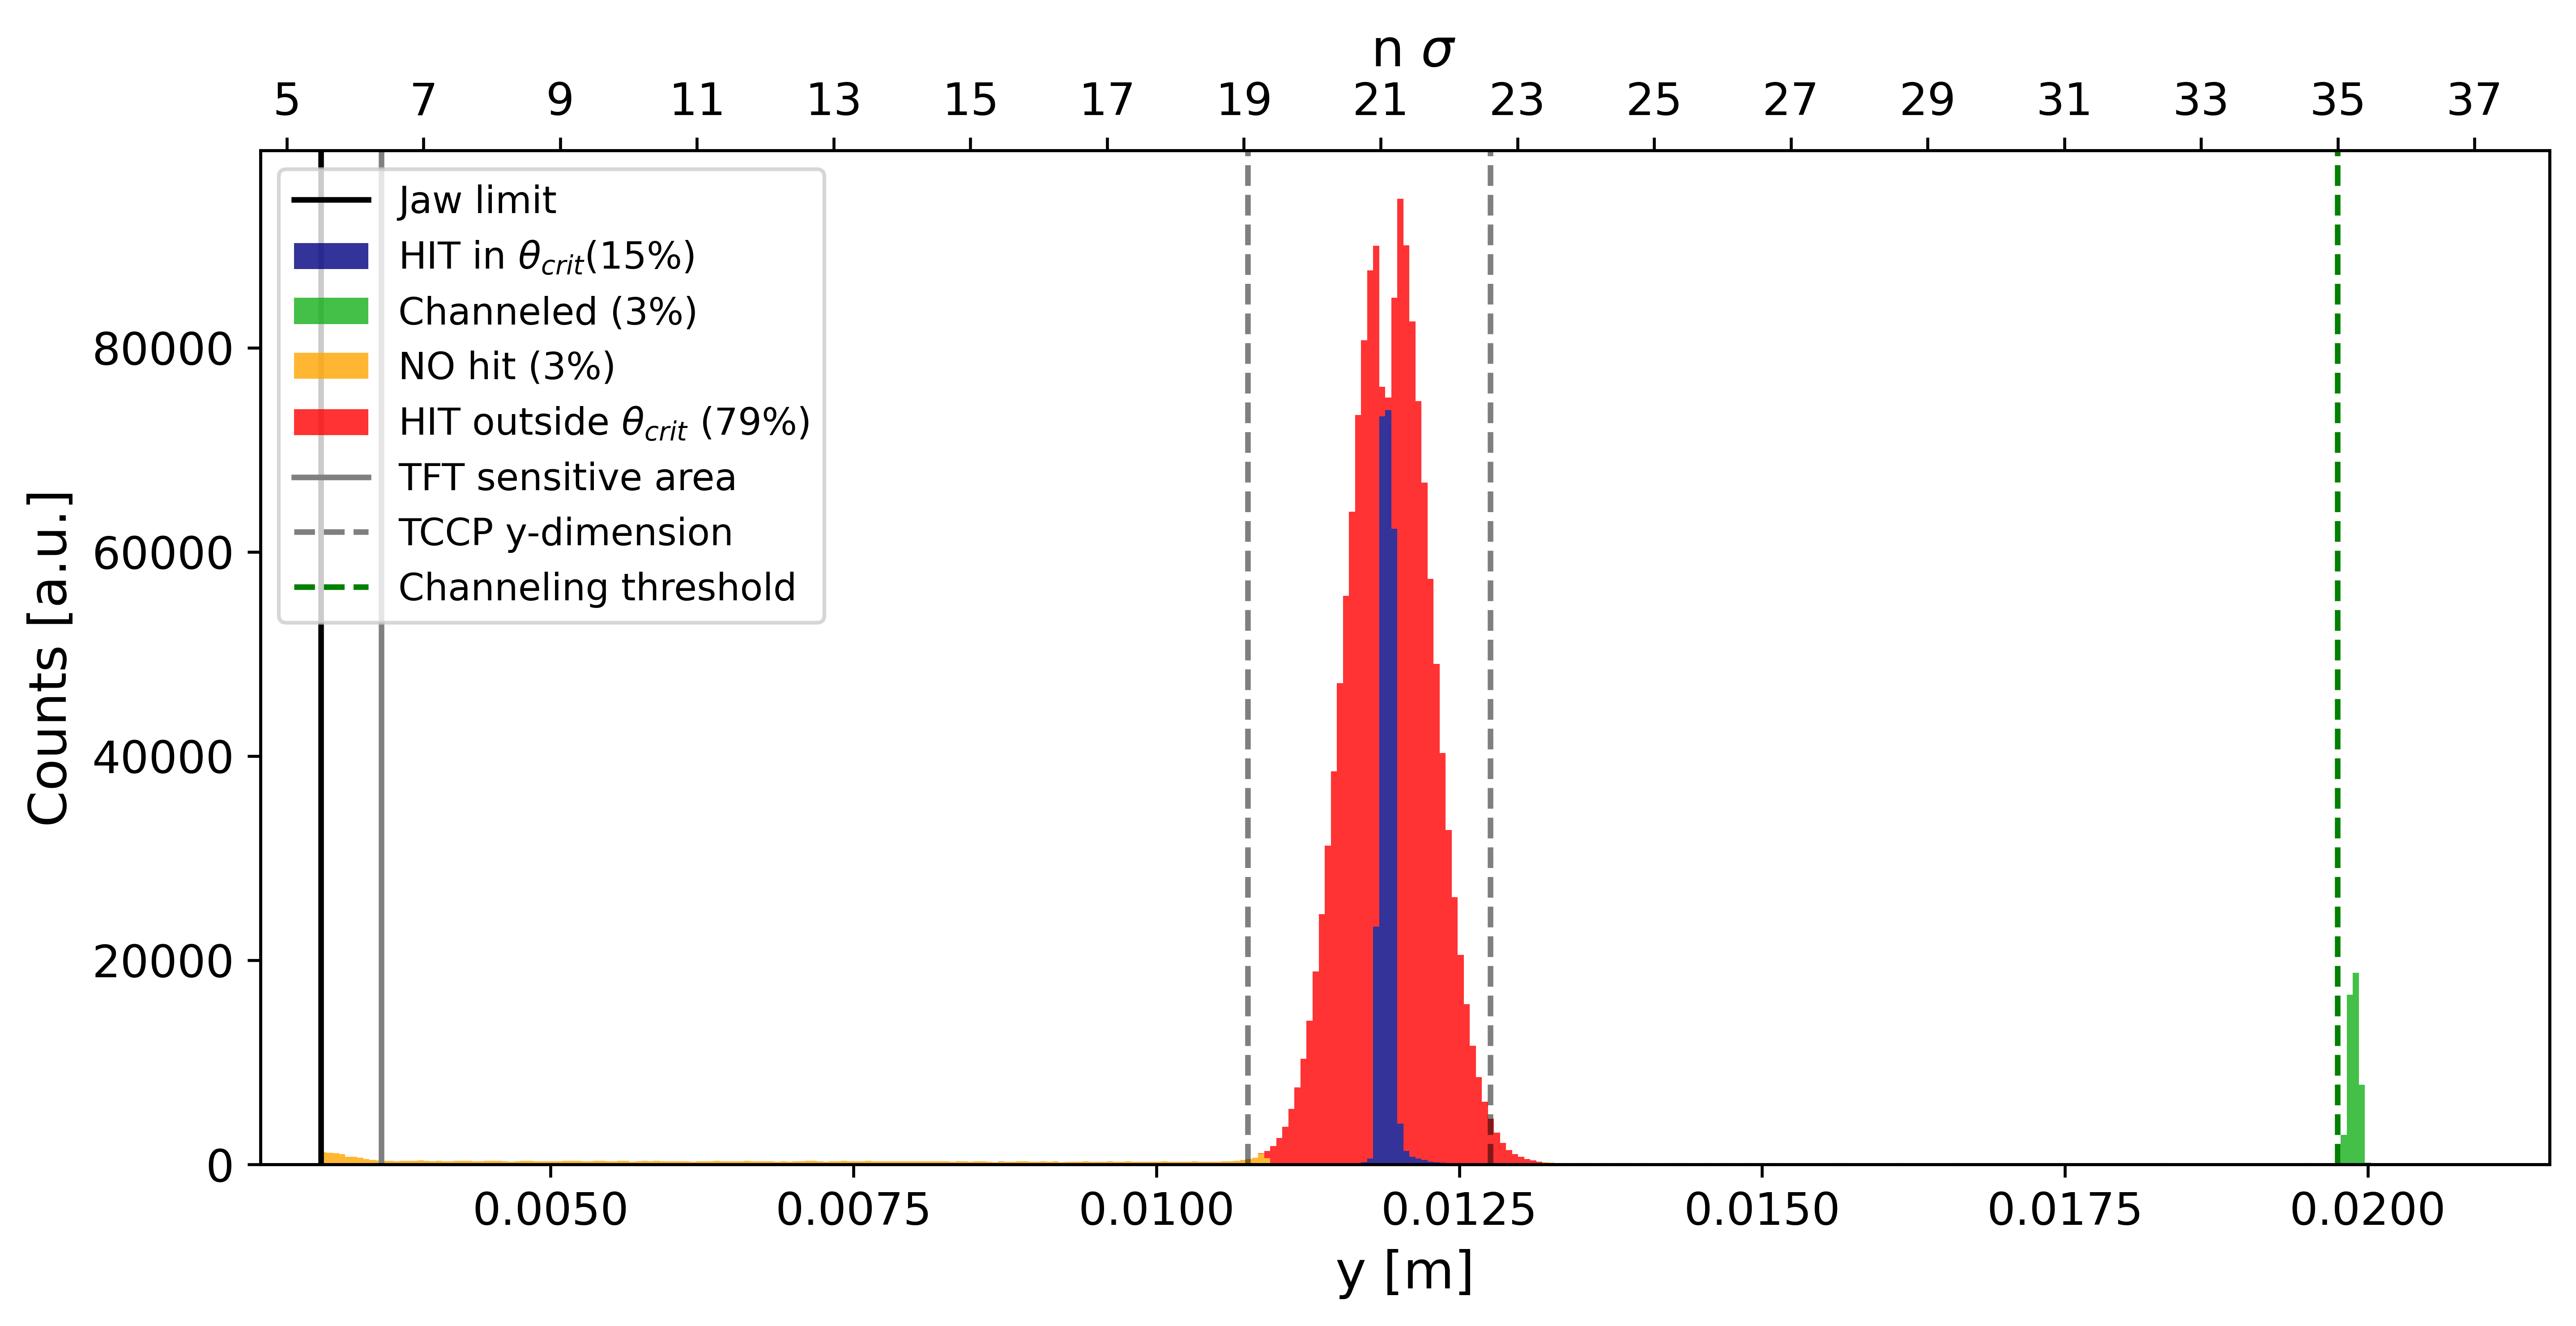 n σ
5 7 9 11 13 15 17 19 21 23 25 27 29 31 33 35 37
Jaw limit
HIT in θcrit(15%)
Channeled (3%)
NO hit (3%)
HIT outside θcrit (79%)
TFT sensitive area
TCCP y-dimension
Channeling threshold
Counts [a.u.]
80000
60000
40000
20000
0
0.0050 0.0075 0.0100 0.0125 0.0150 0.0175 0.0200
y [m]